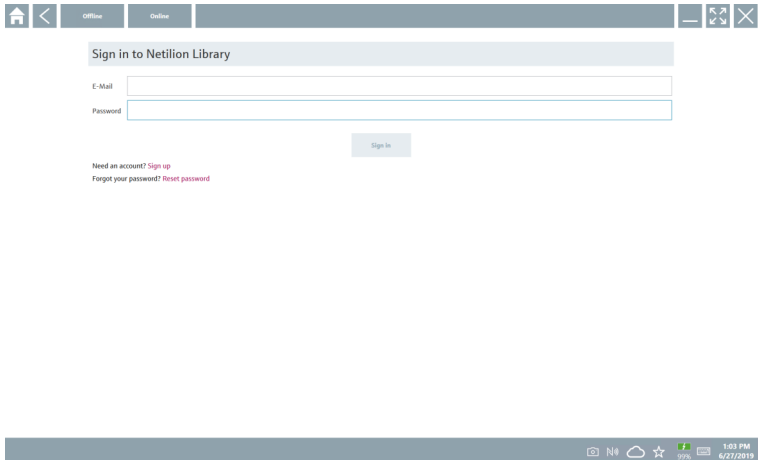 Offline Online
Sign in to Netilion Library
E-Mail
Password
Sign in
Need an account? Sign up
Forgot your password? Reset password
99%
1:03 PM
6/27/2019